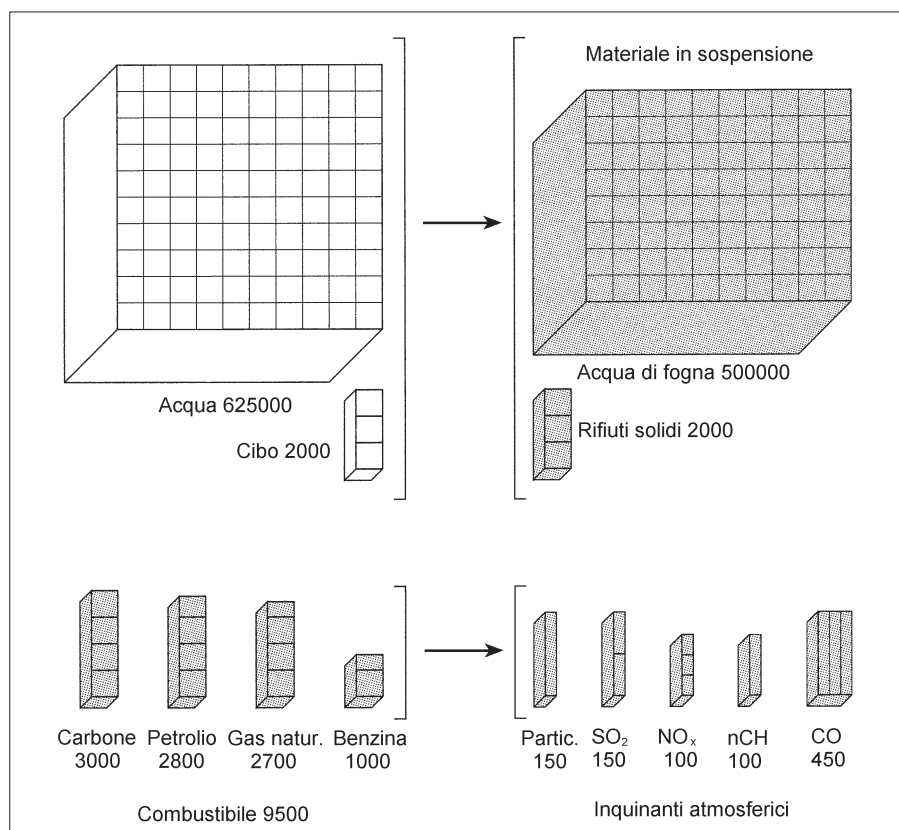 Materiale in sospensione
Acqua 625000
Cibo 2000
Acqua di fogna 500000
Rifiuti solidi 2000
Carbone
3000
Petrolio
2800
Gas natur.
2700
Benzina
1000
Combustibile 9500
Partic.
150
SO₂
150
NOₓ
100
nCH
100
CO
450
Inquinanti atmosferici